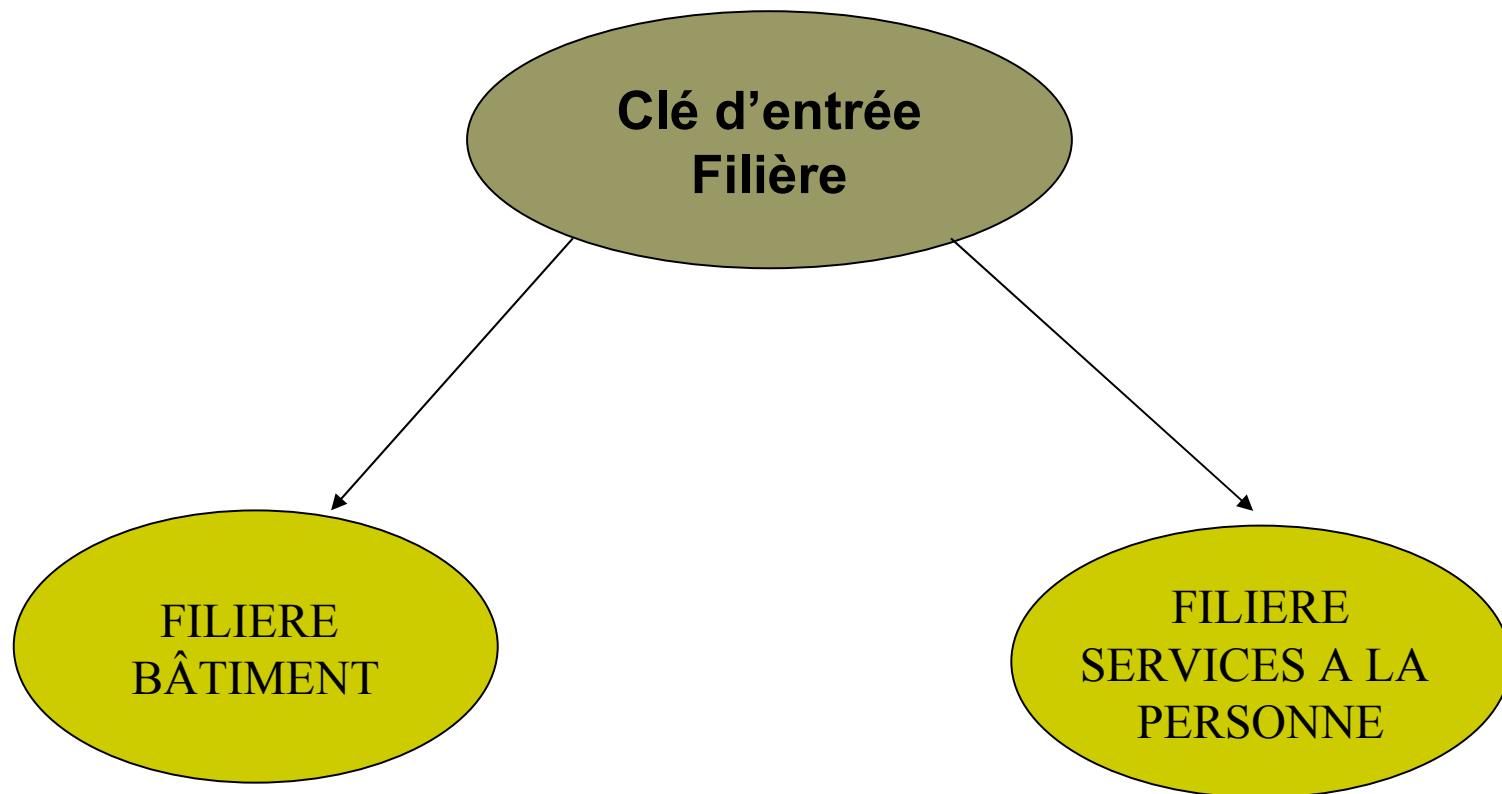 Clé d’entrée
Filière
FILIERE
BÂTIMENT
FILIERE
SERVICES A LA
PERSONNE